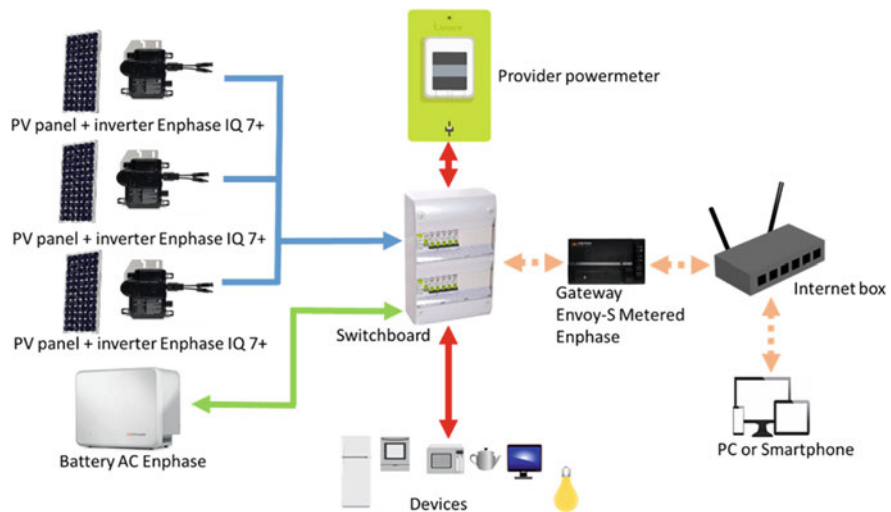 Linky
Provider powermeter
PV panel + inverter Enphase IQ 7+
PV panel + inverter Enphase IQ 7+
PV panel + inverter Enphase IQ 7+
Switchboard
Gateway
Envoy-S Metered
Enphase
Internet box
Battery AC Enphase
PC or Smartphone
Devices